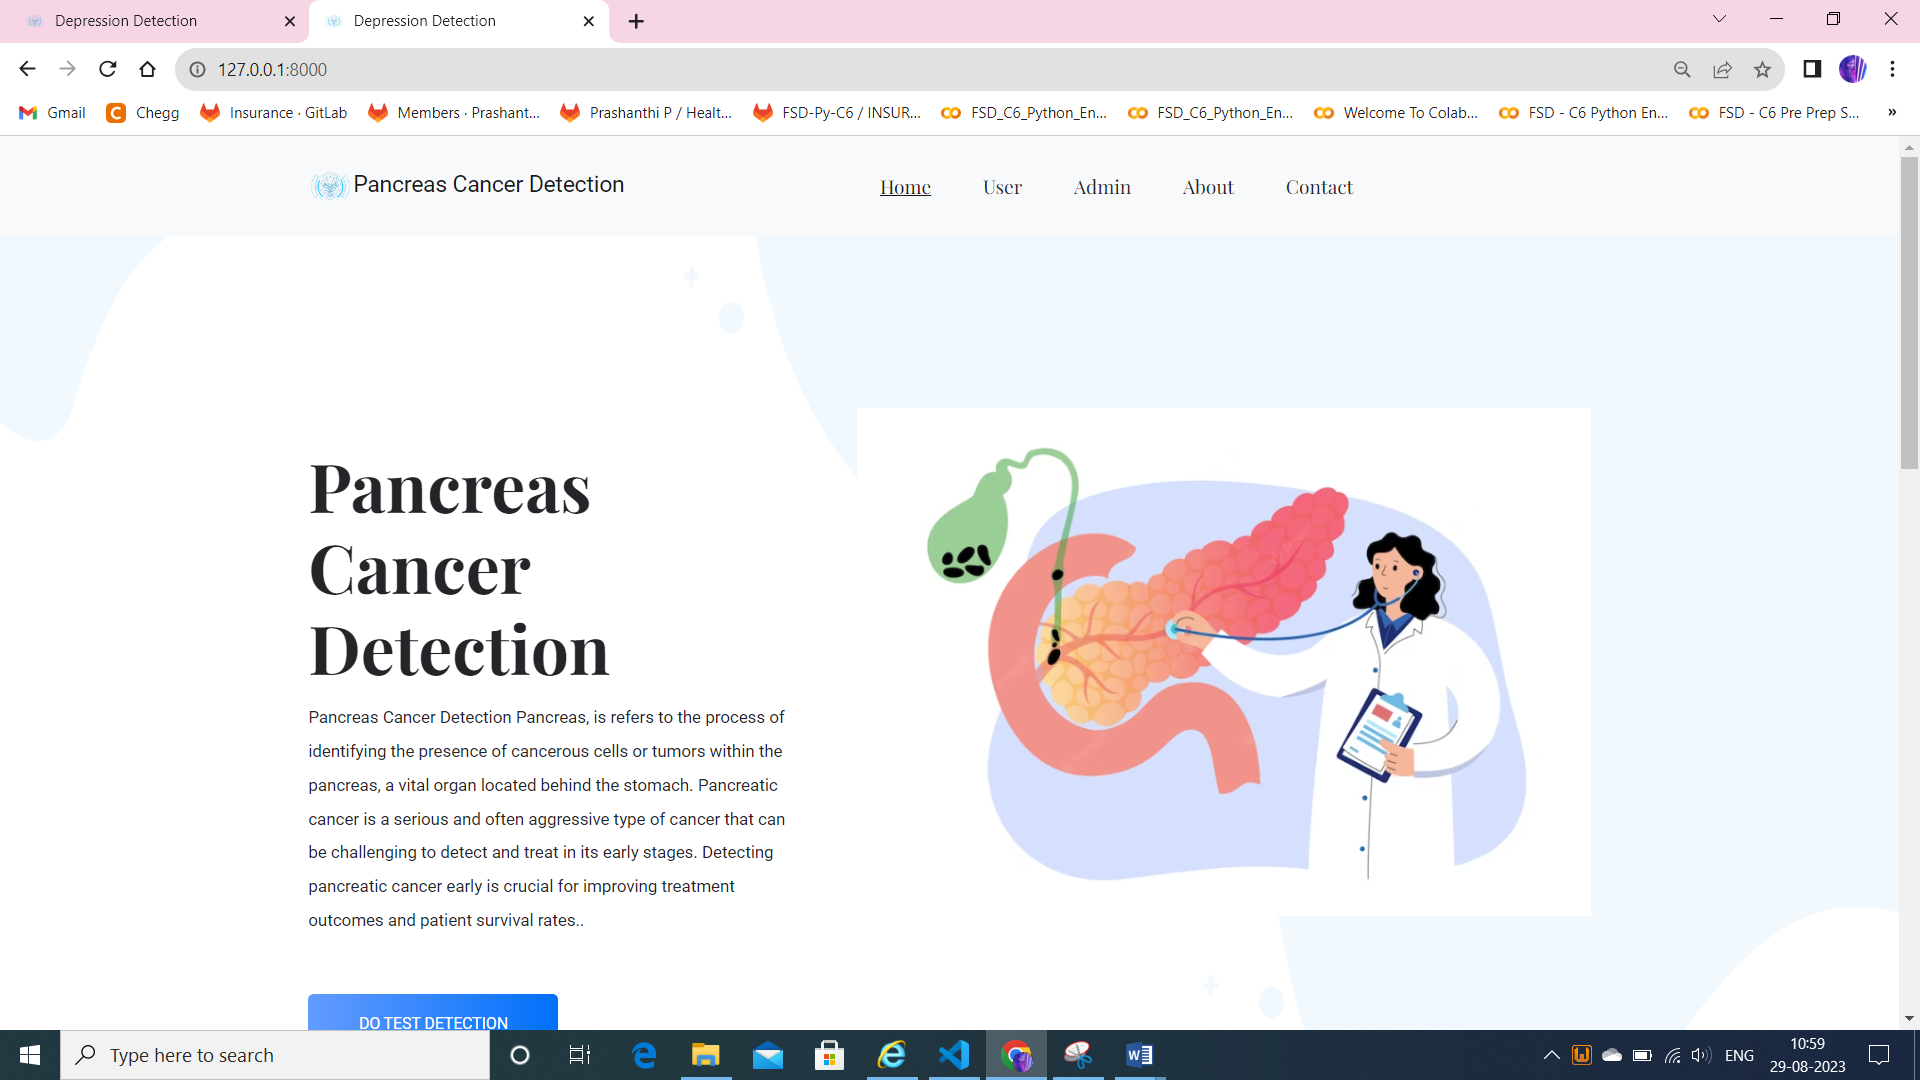 Depression Detection
Depression Detection
127.0.0.1:8000
Gmail
Chegg
Insurance · GitLab
Members · Prashant...
Prashanthi P / Healt...
FSD-Py-C6 / INSUR...
FSD_C6_Python_En...
FSD_C6_Python_En...
Welcome To Colab...
FSD - C6 Python En...
FSD - C6 Pre Prep S...
»
Pancreas Cancer Detection
Home
User
Admin
About
Contact
Pancreas
Cancer
Detection
Pancreas Cancer Detection Pancreas, is refers to the process of
identifying the presence of cancerous cells or tumors within the
pancreas, a vital organ located behind the stomach. Pancreatic
cancer is a serious and often aggressive type of cancer that can
be challenging to detect and treat in its early stages. Detecting
pancreatic cancer early is crucial for improving treatment
outcomes and patient survival rates..
DO TEST DETECTION
Type here to search
ENG
10:59
29-08-2023